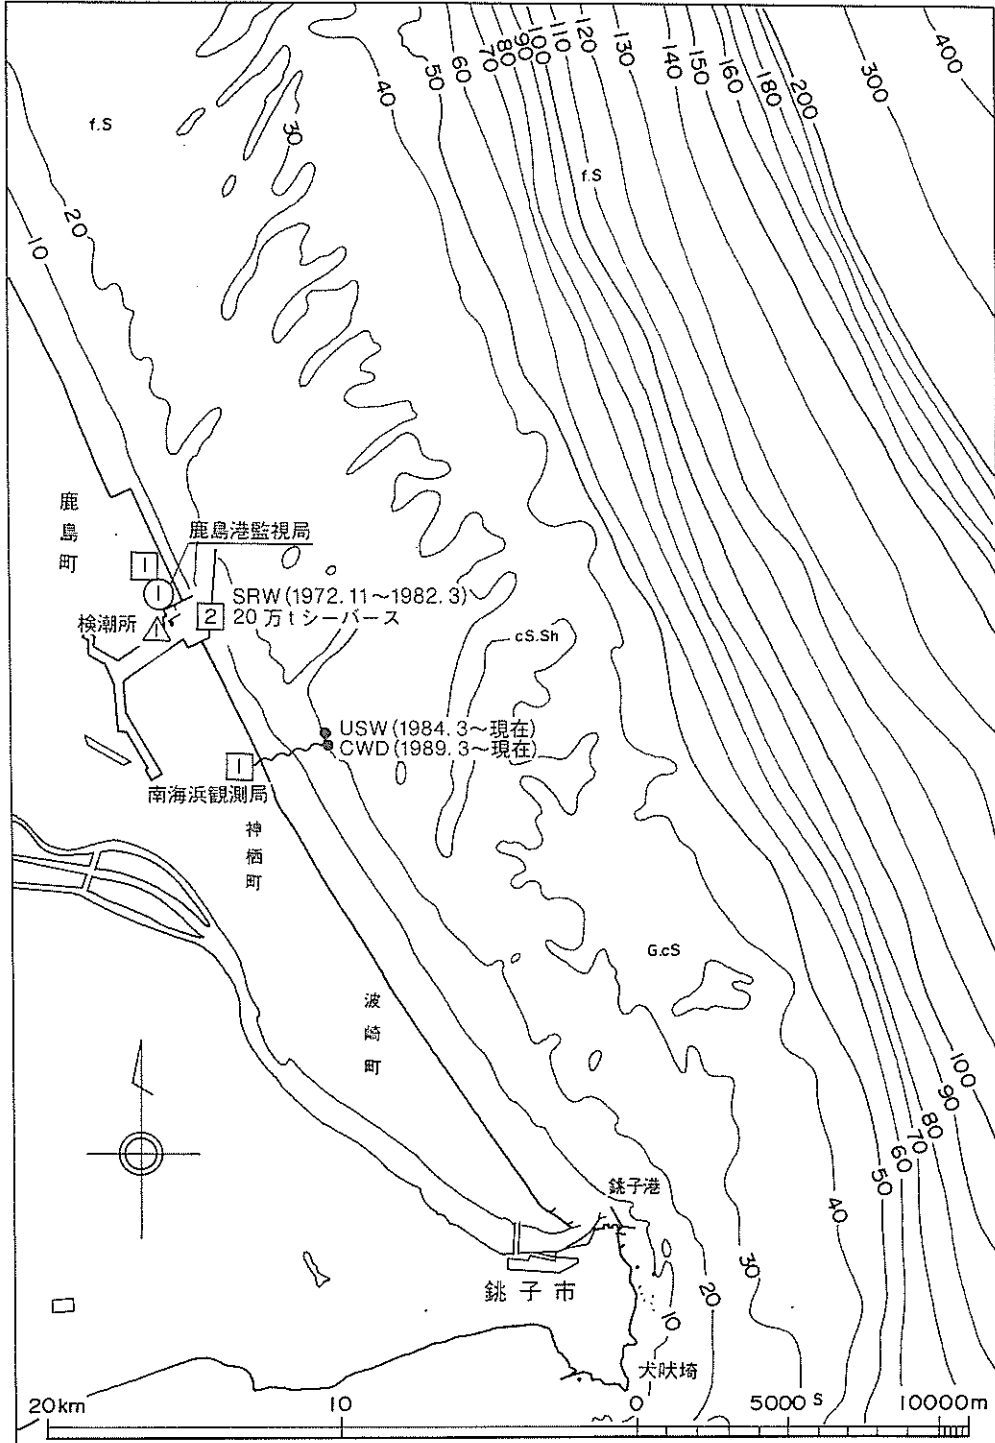 40
50
60
70
80
90
100
110
120
130
140
150
160
180
200
300
400
f.S
30
f.S
20
10
鹿島町
鹿島港監視局
1
1
2
SRW (1972.11～1982.3)
20万tシーバース
検潮所
1
cS.Sh
USW (1984.3～現在)
CWD (1989.3～現在)
1
南海浜観測局
神栖町
G.cS
波崎町
100
90
80
70
60
50
40
30
20
10
銚子港
銚子市
犬吠埼
20km
10
0
5000
S
10000m